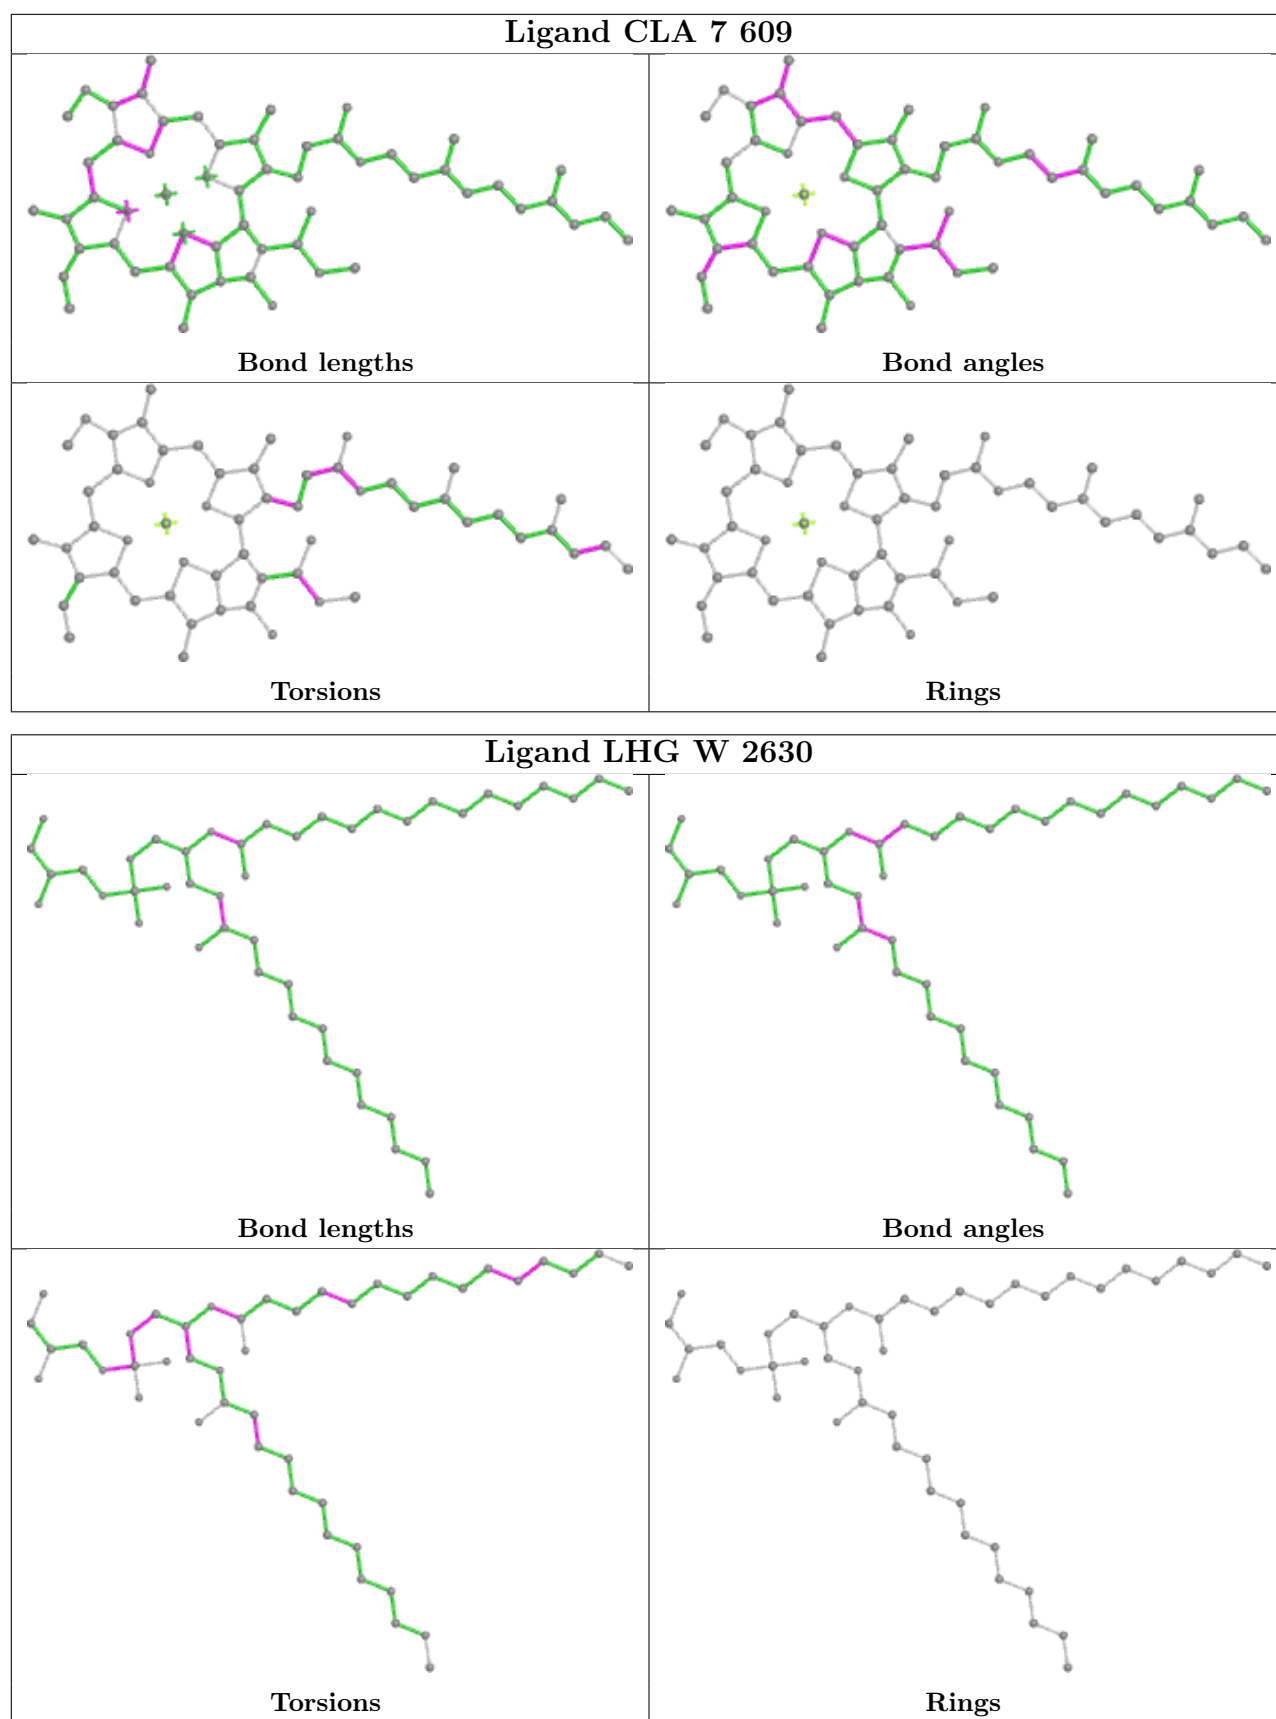 Ligand CLA 7 609
Bond lengths
Bond angles
Torsions
Rings
Ligand LHG W 2630
Bond lengths
Bond angles
Torsions
Rings